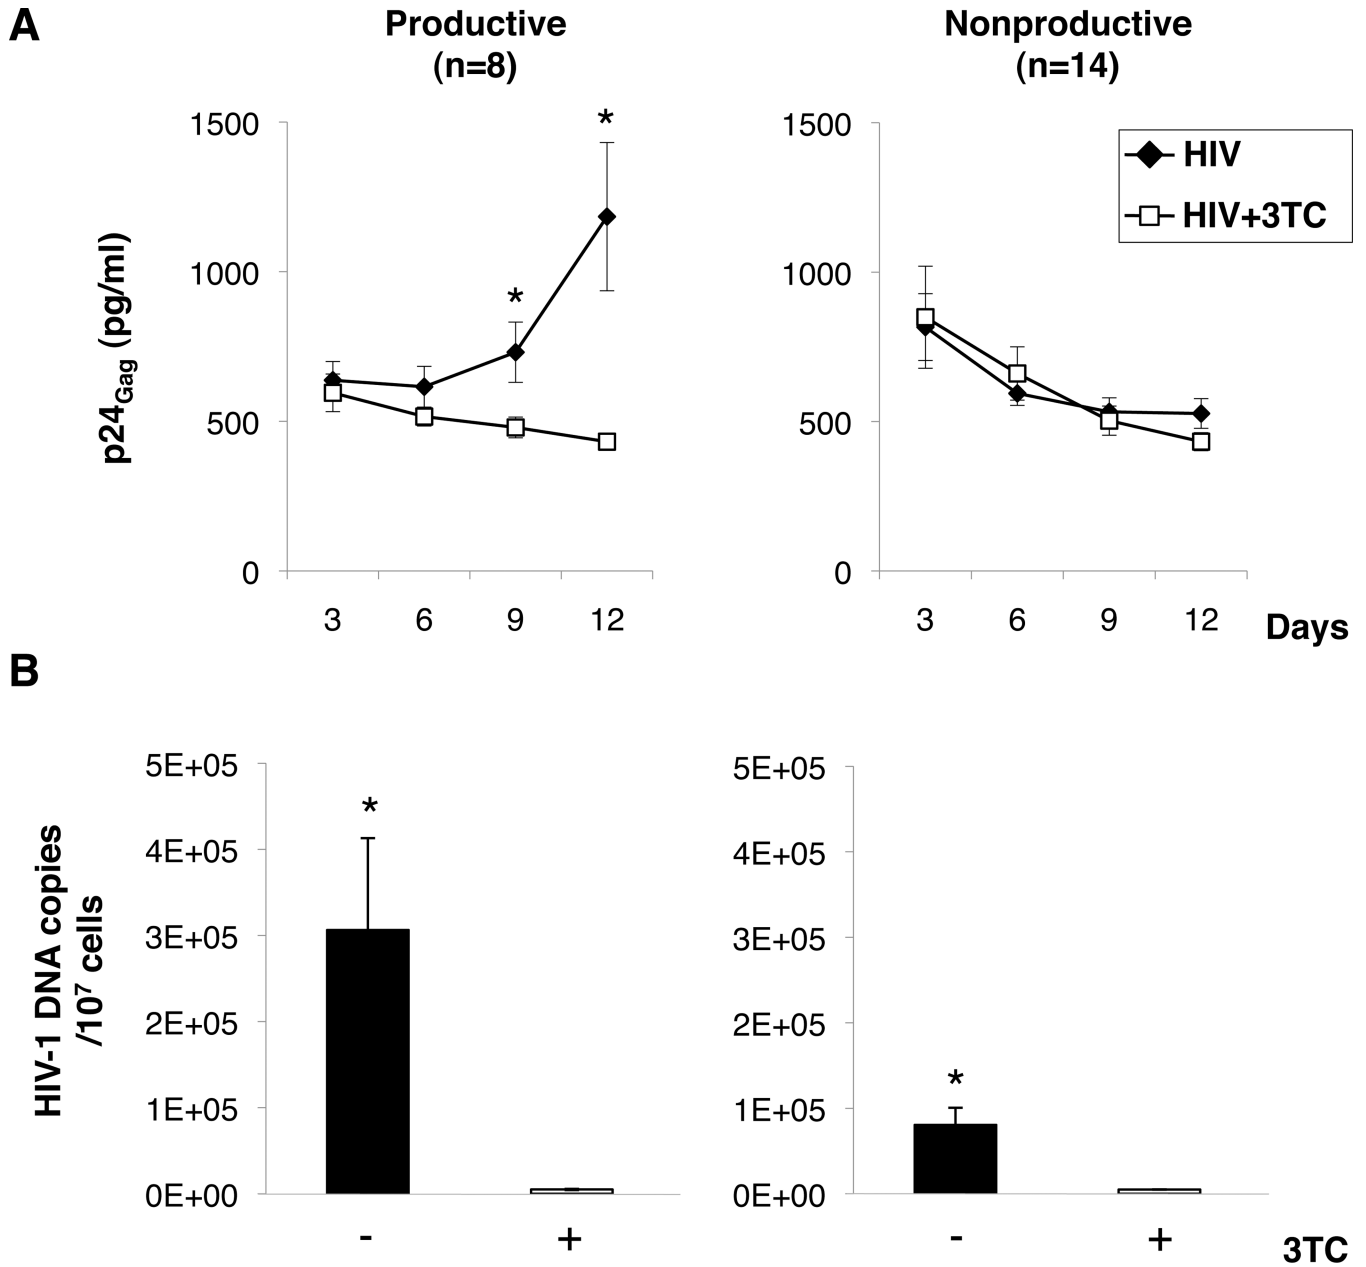 A
Productive
(n=8)
Nonproductive
(n=14)
p24Gag (pg/ml)
1500
1000
500
0
*
*
3 6 9 12
1500
1000
500
0
HIV
HIV+3TC
3 6 9 12 Days
B
HIV-1 DNA copies
/10⁷ cells
5E+05
4E+05
3E+05
2E+05
1E+05
0E+00
*
- +
5E+05
4E+05
3E+05
2E+05
1E+05
0E+00
*
- + 3TC